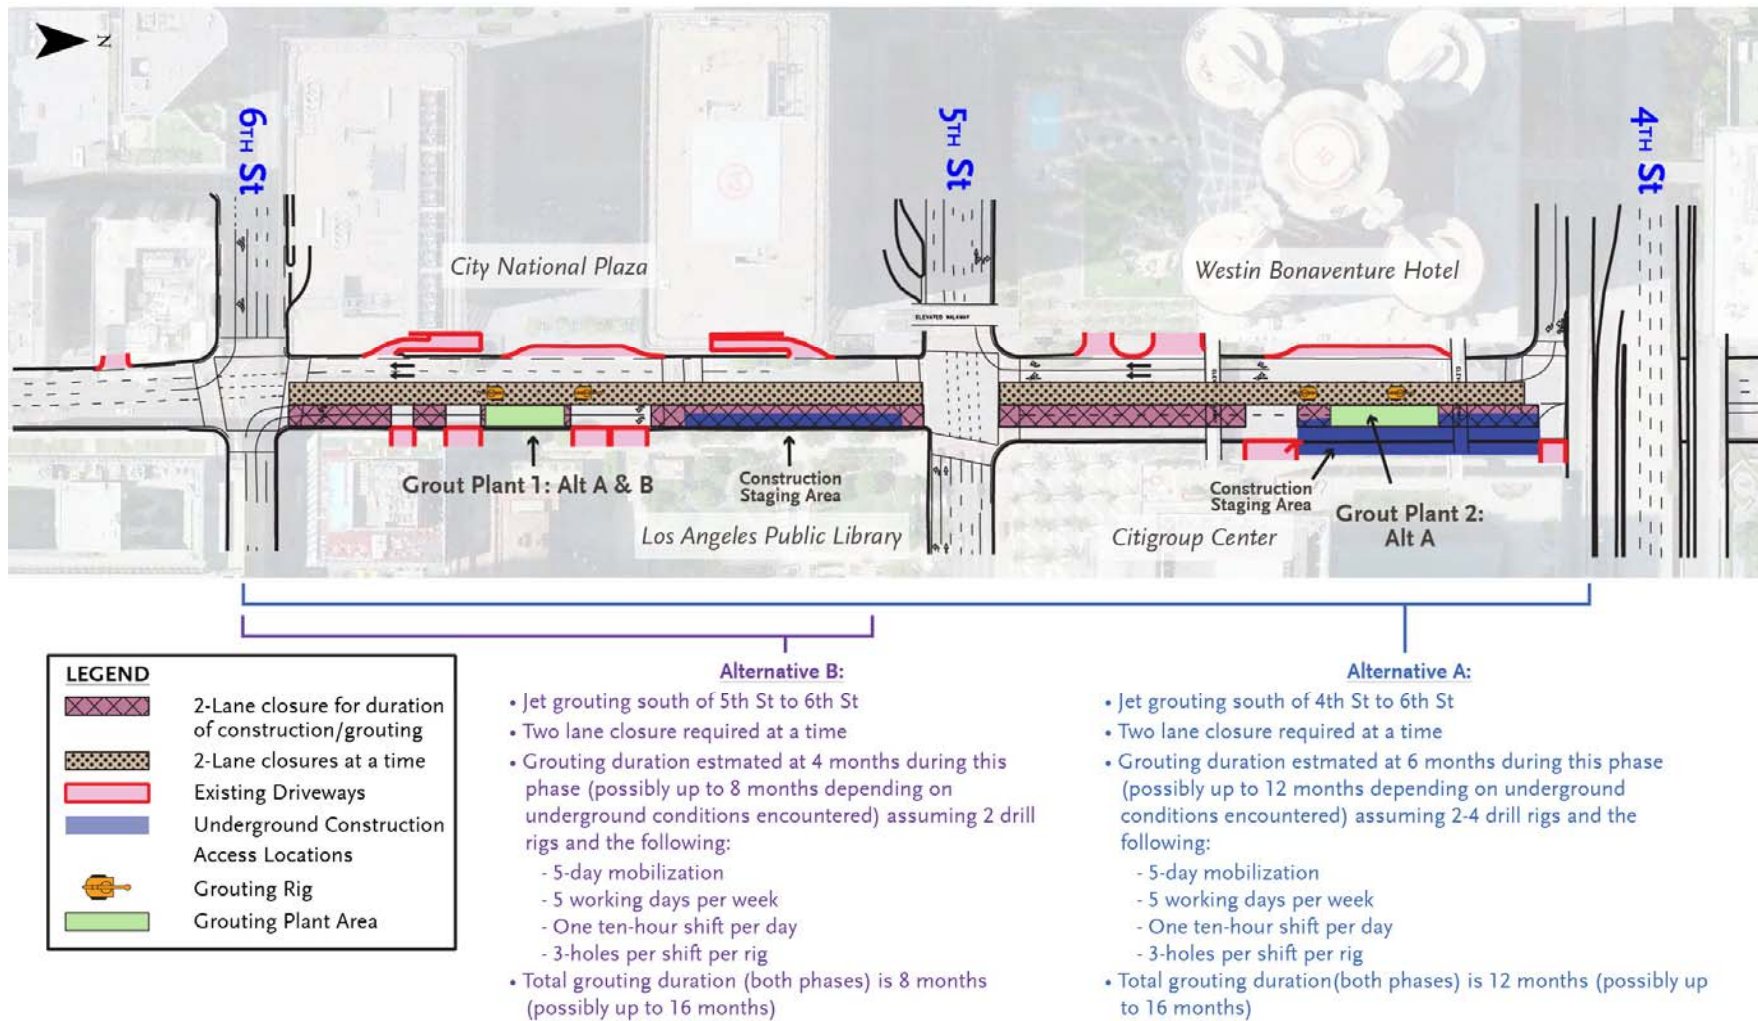 N
6TH St
5TH St
4TH St
City National Plaza
Westin Bonaventure Hotel
ELEVATED WALKWAY
Grout Plant 1: Alt A & B
Construction
Staging Area
Los Angeles Public Library
Construction
Staging Area
Citigroup Center
Grout Plant 2:
Alt A
LEGEND
2-Lane closure for duration
of construction/grouting
2-Lane closures at a time
Existing Driveways
Underground Construction
Access Locations
Grouting Rig
Grouting Plant Area
Alternative B:
• Jet grouting south of 5th St to 6th St
• Two lane closure required at a time
• Grouting duration estmated at 4 months during this
phase (possibly up to 8 months depending on
underground conditions encountered) assuming 2 drill
rigs and the following:
- 5-day mobilization
- 5 working days per week
- One ten-hour shift per day
- 3-holes per shift per rig
• Total grouting duration (both phases) is 8 months
(possibly up to 16 months)
Alternative A:
• Jet grouting south of 4th St to 6th St
• Two lane closure required at a time
• Grouting duration estmated at 6 months during this phase
(possibly up to 12 months depending on underground
conditions encountered) assuming 2-4 drill rigs and the
following:
- 5-day mobilization
- 5 working days per week
- One ten-hour shift per day
- 3-holes per shift per rig
• Total grouting duration(both phases) is 12 months (possibly up
to 16 months)